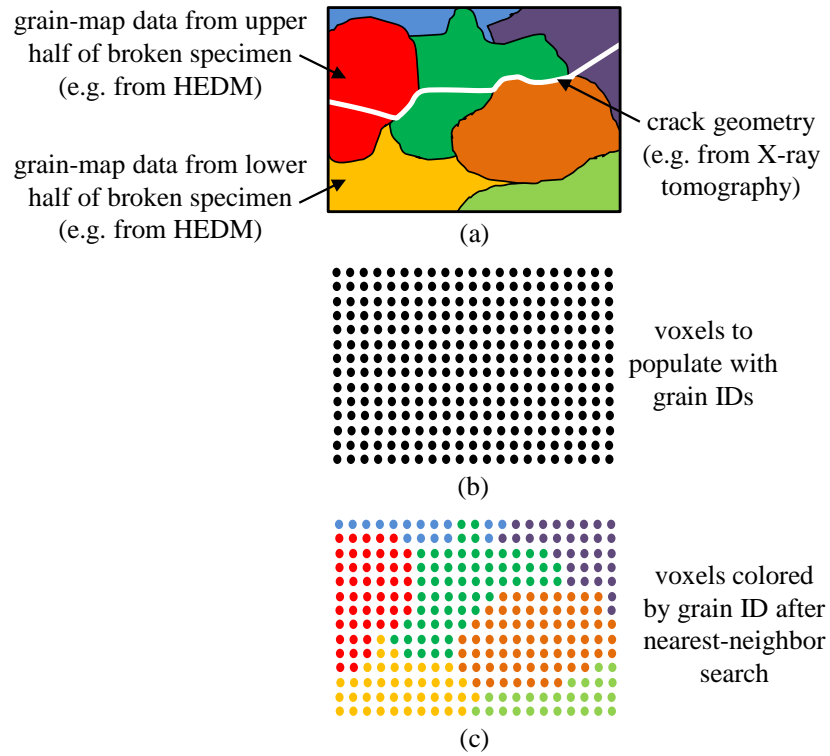 grain-map data from upper
half of broken specimen
(e.g. from HEDM)
grain-map data from lower
half of broken specimen
(e.g. from HEDM)
crack geometry
(e.g. from X-ray
tomography)
(a)
voxels to
populate with
grain IDs
(b)
voxels colored
by grain ID after
nearest-neighbor
search
(c)